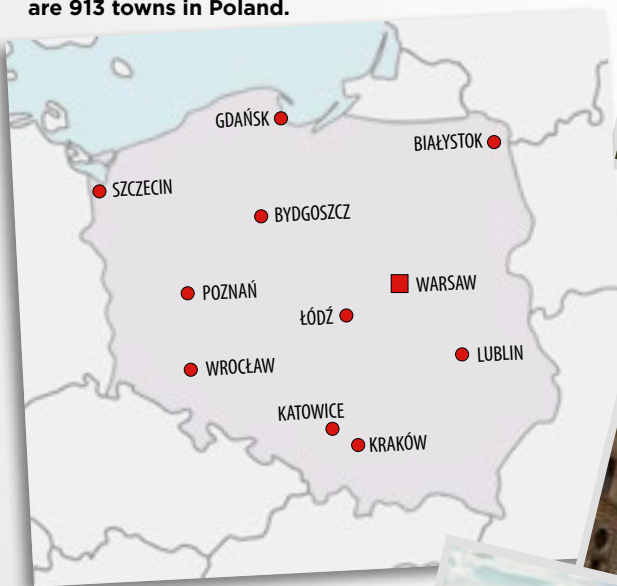 are 913 towns in Poland.
GDAŃSK
BIAŁYSTOK
SZCZECIN
BYDGOSZCZ
POZNAŃ
WARSAW
ŁÓDŹ
WROCŁAW
LUBLIN
KATOWICE
KRAKÓW